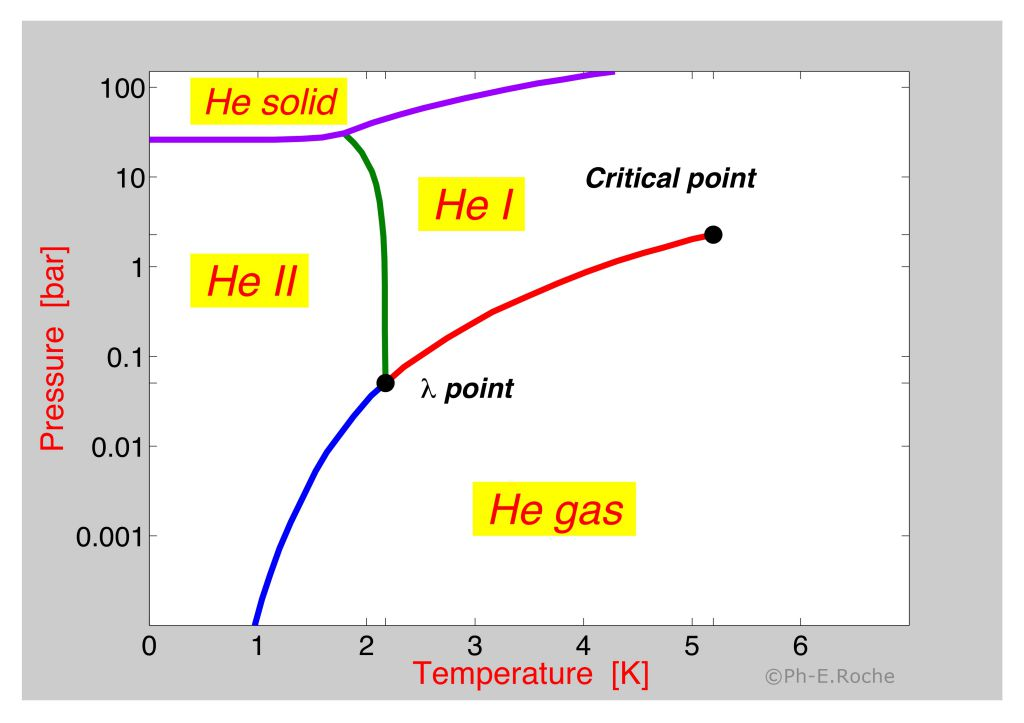 100
He solid
10
Critical point
He I
1
He II
0.1
λ point
0.01
He gas
0.001
Pressure [bar]
0 1 2 3 4 5 6
Temperature [K]
©Ph-E.Roche